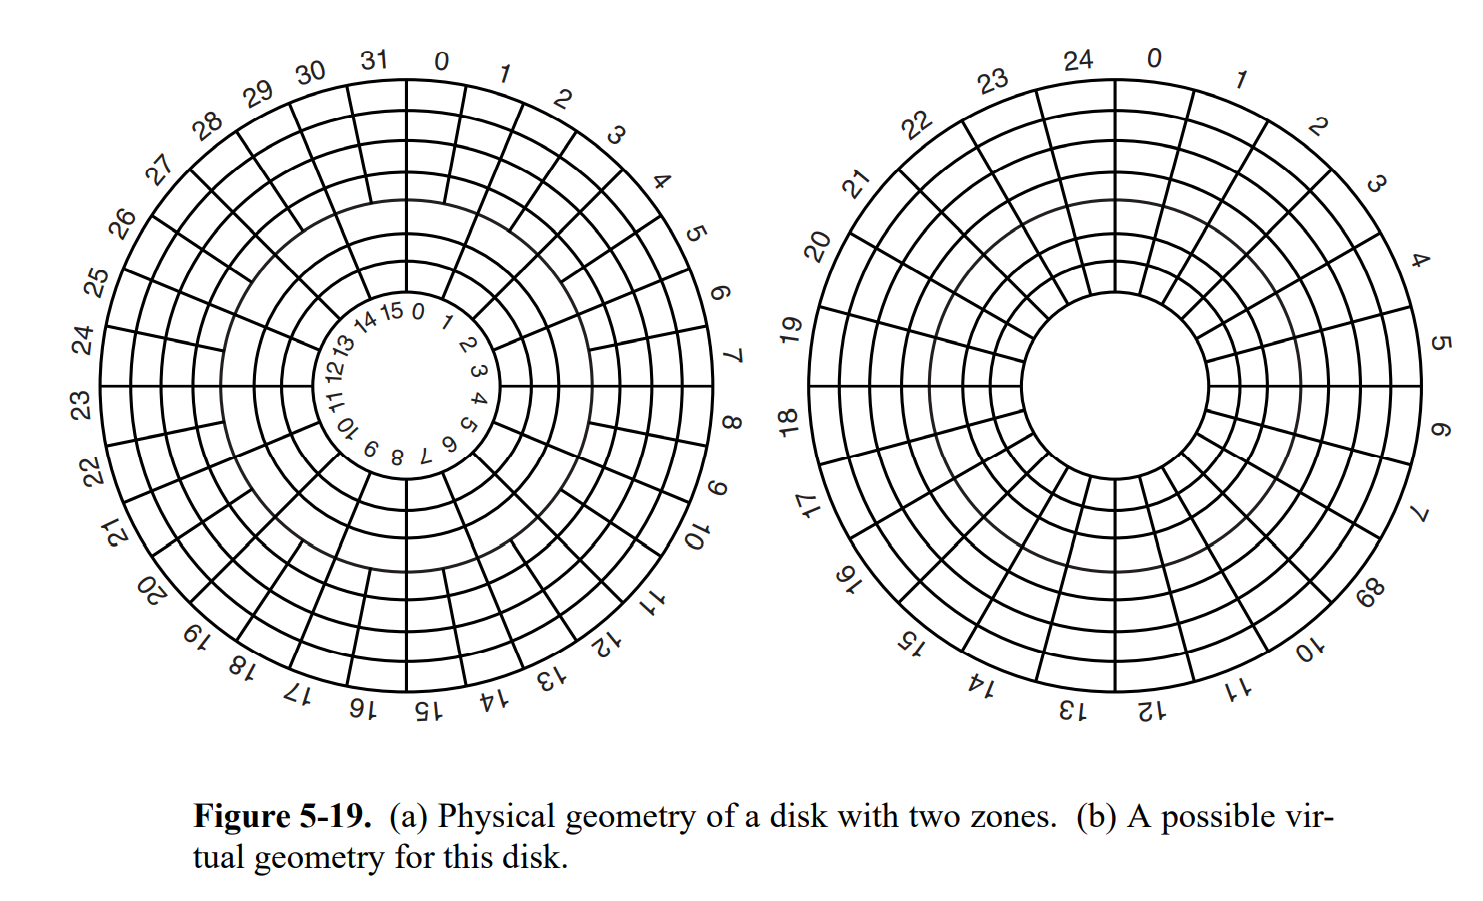 0 1 2 3 4 5 6 7 8 9 10 11 12 13 14 15 16 17 18 19 20 21 22 23 24 25 26 27 28 29 30 31
0 1 2 3 4 5 6 7 8 9 10 11 12 13 14 15
0 1 2 3 4 5 6 7 89 10 11 12 13 14 15 16 17 18 19 20 21 22 23 24
Figure 5-19. (a) Physical geometry of a disk with two zones. (b) A possible vir-
tual geometry for this disk.